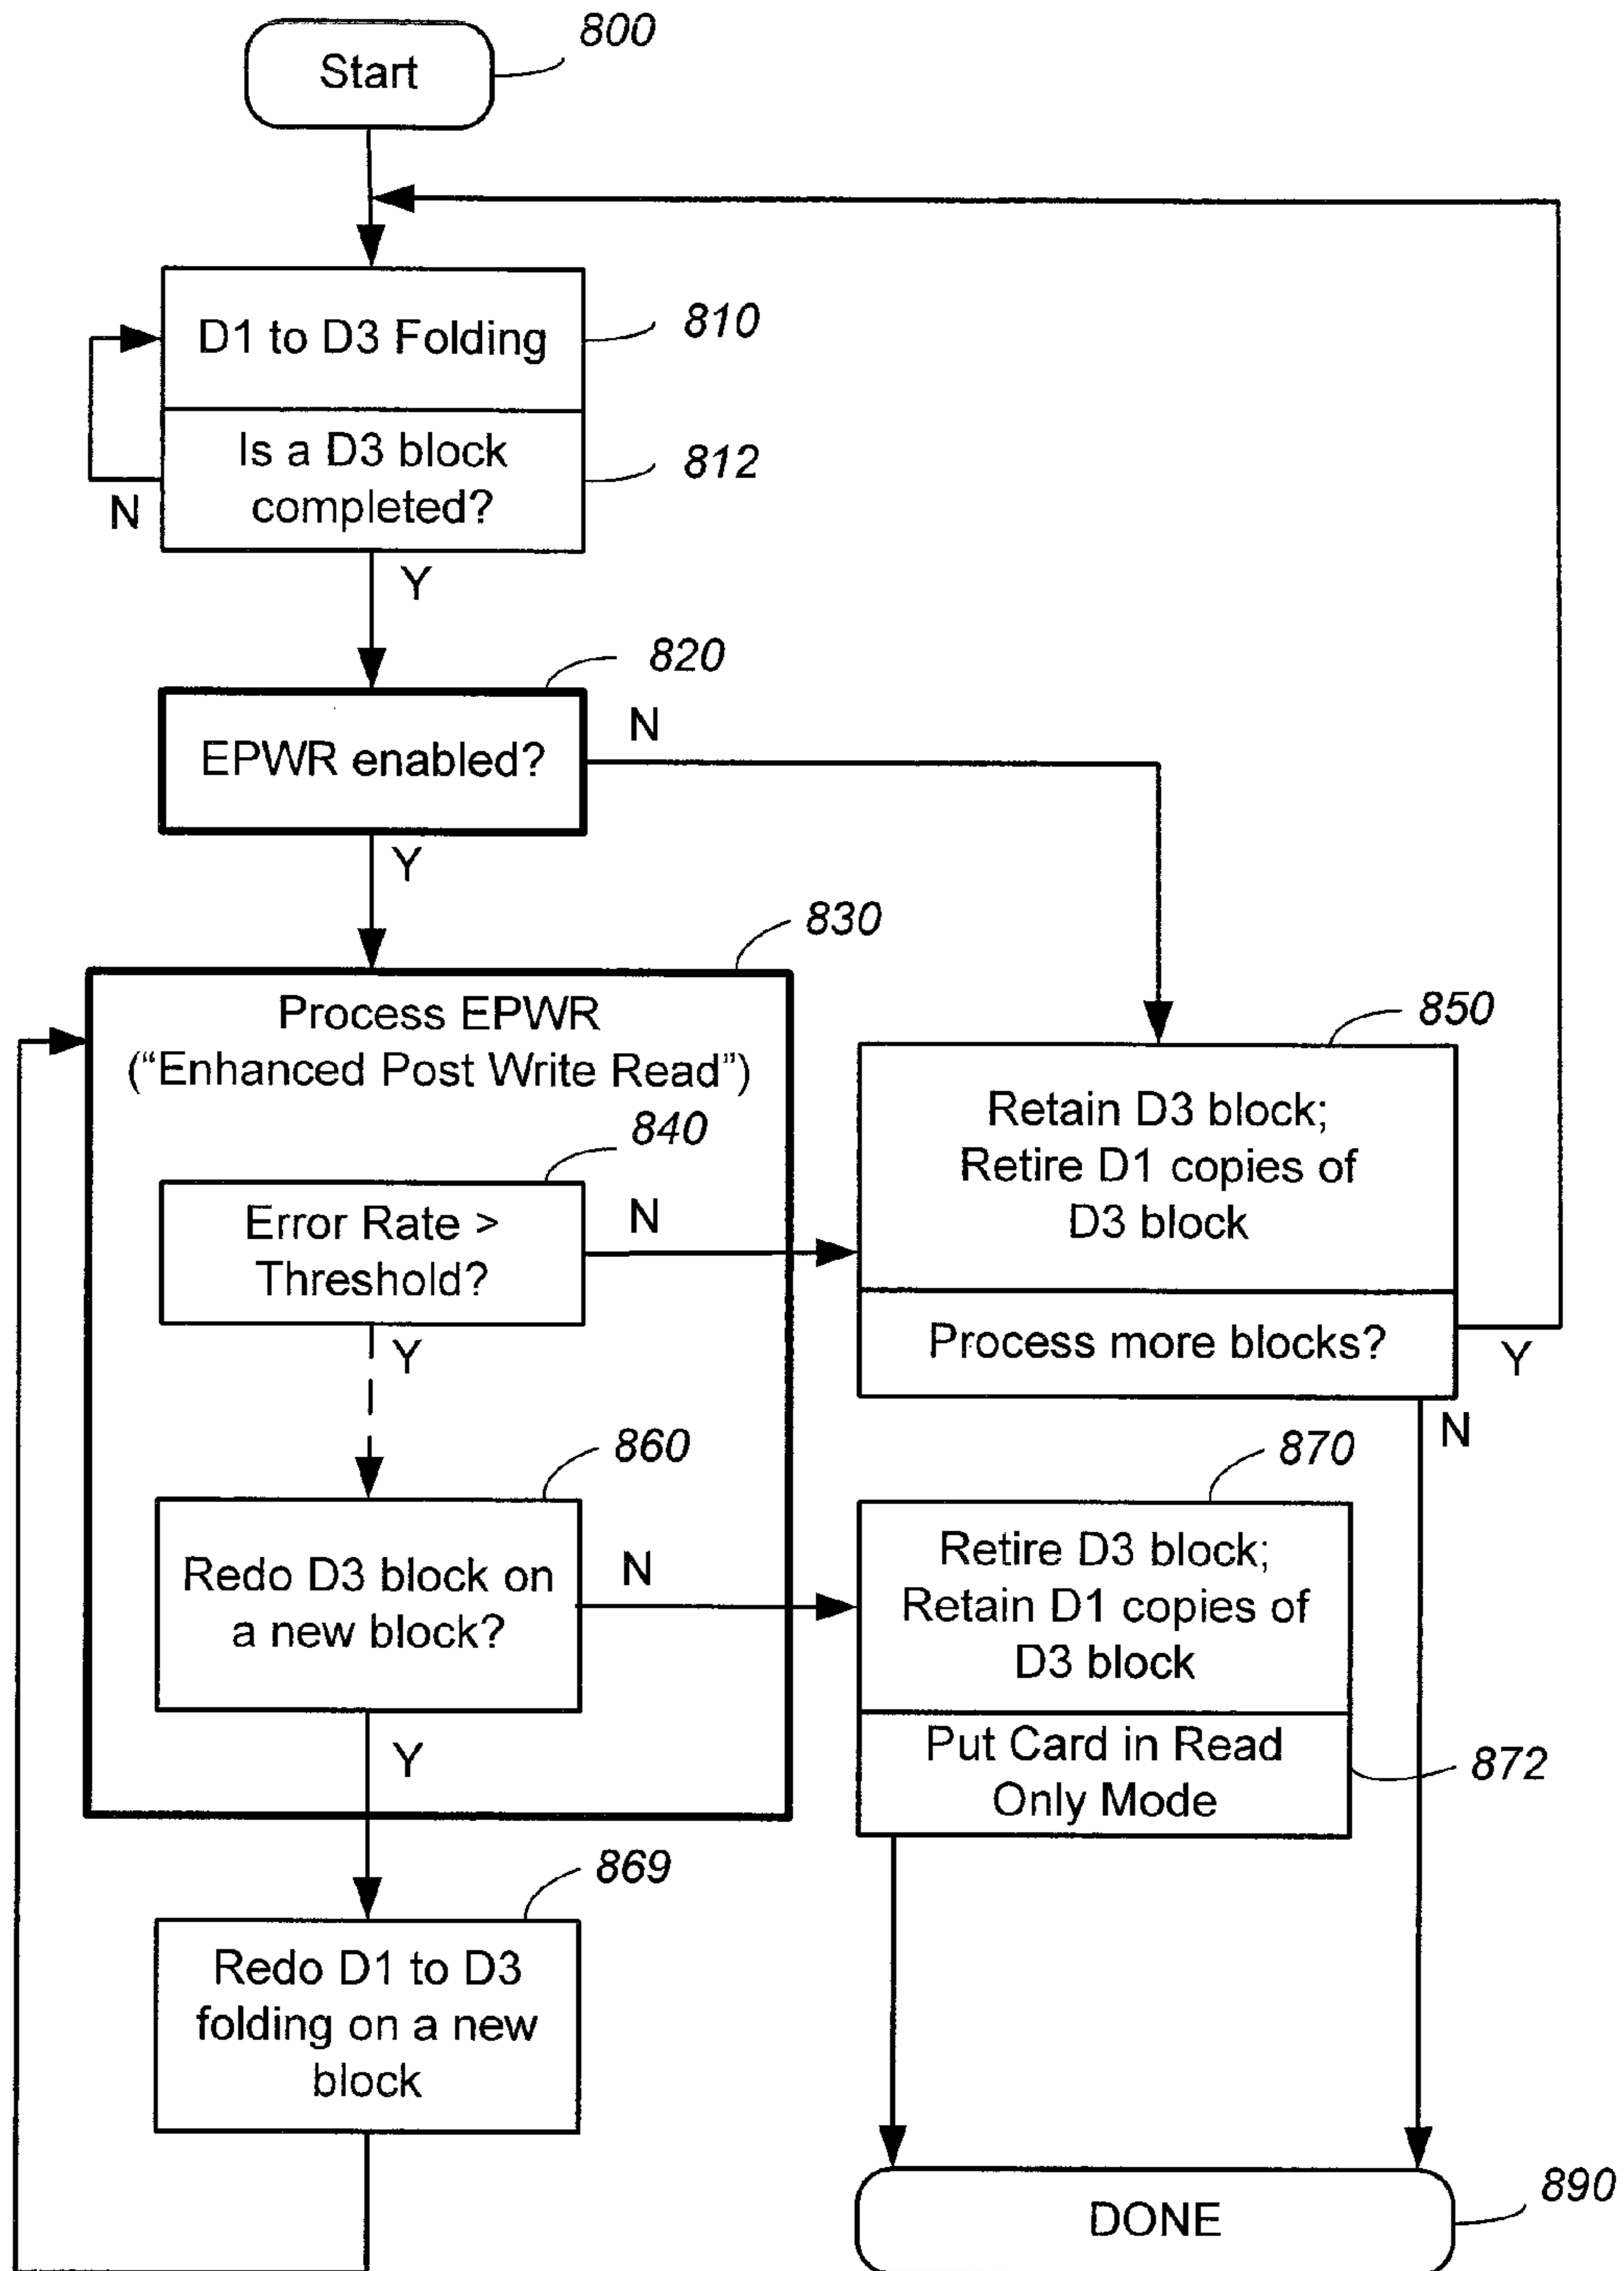 800
Start
D1 to D3 Folding
810
Is a D3 block
completed?
812
N
Y
820
EPWR enabled?
N
Y
830
Process EPWR
(“Enhanced Post Write Read”)
840
Error Rate >
Threshold?
N
Y
850
Retain D3 block;
Retire D1 copies of
D3 block
Process more blocks?
Y
N
860
Redo D3 block on
a new block?
N
Y
870
Retire D3 block;
Retain D1 copies of
D3 block
Put Card in Read
Only Mode
872
869
Redo D1 to D3
folding on a new
block
DONE
890